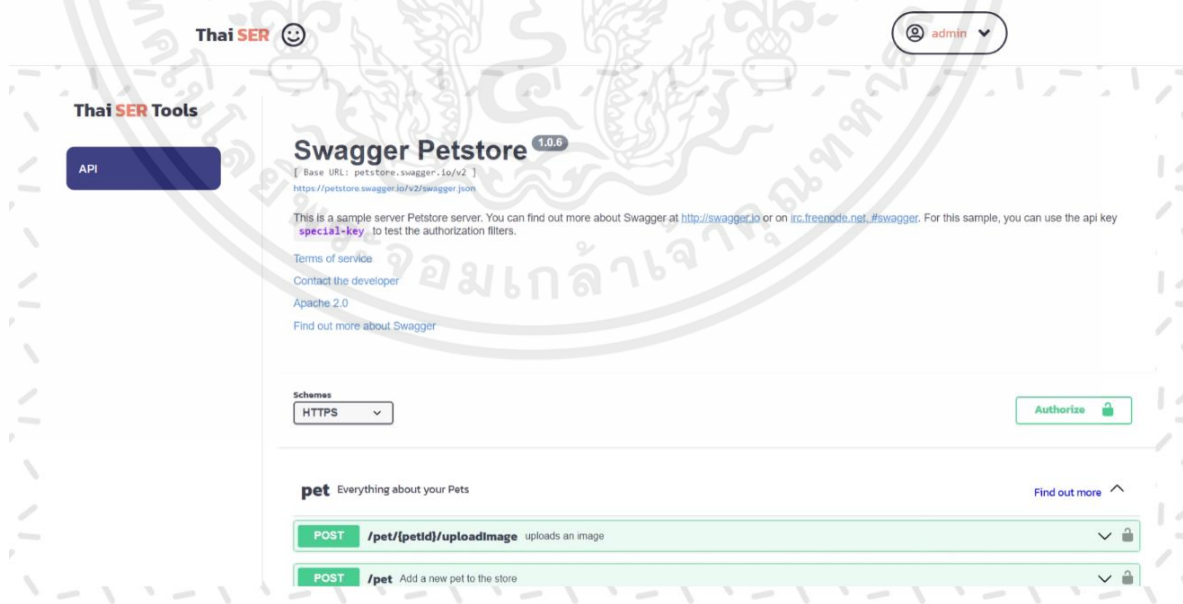 Thai SER
admin
Thai SER Tools
API
Swagger Petstore 1.0.6
[ Base URL: petstore.swagger.io/v2 ]
https://petstore.swagger.io/v2/swagger.json
This is a sample server Petstore server. You can find out more about Swagger at http://swagger.io or on irc.freenode.net, #swagger. For this sample, you can use the api key
special-key to test the authorization filters.
Terms of service
Contact the developer
Apache 2.0
Find out more about Swagger
Schemes
HTTPS
Authorize
pet Everything about your Pets
Find out more
POST /pet/{petId}/uploadImage uploads an image
POST /pet Add a new pet to the store